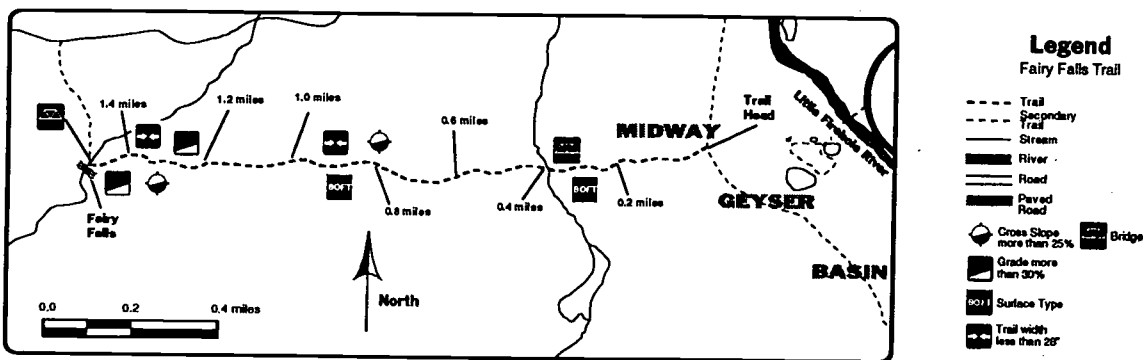 1.4 miles
1.2 miles
1.0 miles
0.6 miles
MIDWAY
Trail
Head
Little Firehole River
SOFT
SOFT
0.8 miles
0.4 miles
0.2 miles
GEYSER
BASIN
Fairy
Falls
North
0.0
0.2
0.4 miles
Legend
Fairy Falls Trail
Trail
Secondary
Trail
Stream
River
Road
Paved
Road
Cross Slope
more than 25%
Bridge
Grade more
than 30%
SOFT
Surface Type
Trail width
less than 28"